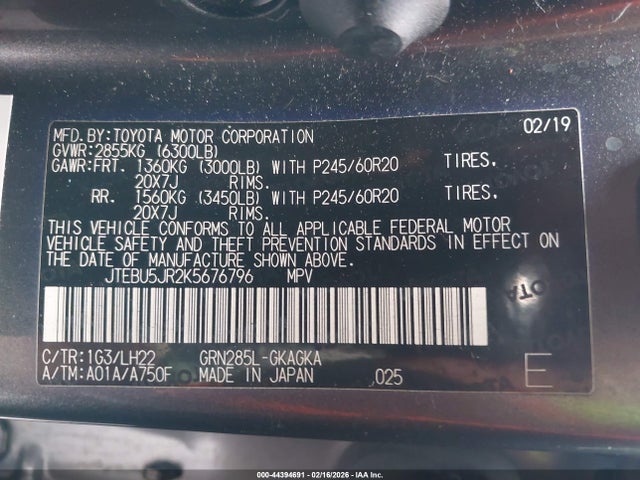 MFD.BY:TOYOTA MOTOR CORPORATION 02/19
GVWR:2855KG (6300LB)
GAWR:FRT. 1360KG (3000LB) WITH P245/60R20 TIRES,
20X7J RIMS.
RR. 1560KG (3450LB) WITH P245/60R20 TIRES,
20X7J RIMS.
THIS VEHICLE CONFORMS TO ALL APPLICABLE FEDERAL MOTOR
VEHICLE SAFETY AND THEFT PREVENTION STANDARDS IN EFFECT ON
THE DATE OF MANUFACTURE SHOWN ABOVE.
JTEBU5JR2K5676796 MPV
C/TR:1G3/LH22 GRN285L-GKAGKA
A/TM:A01A/A750F MADE IN JAPAN 025 E
000-44394691 - 02/16/2026 - IAA Inc.